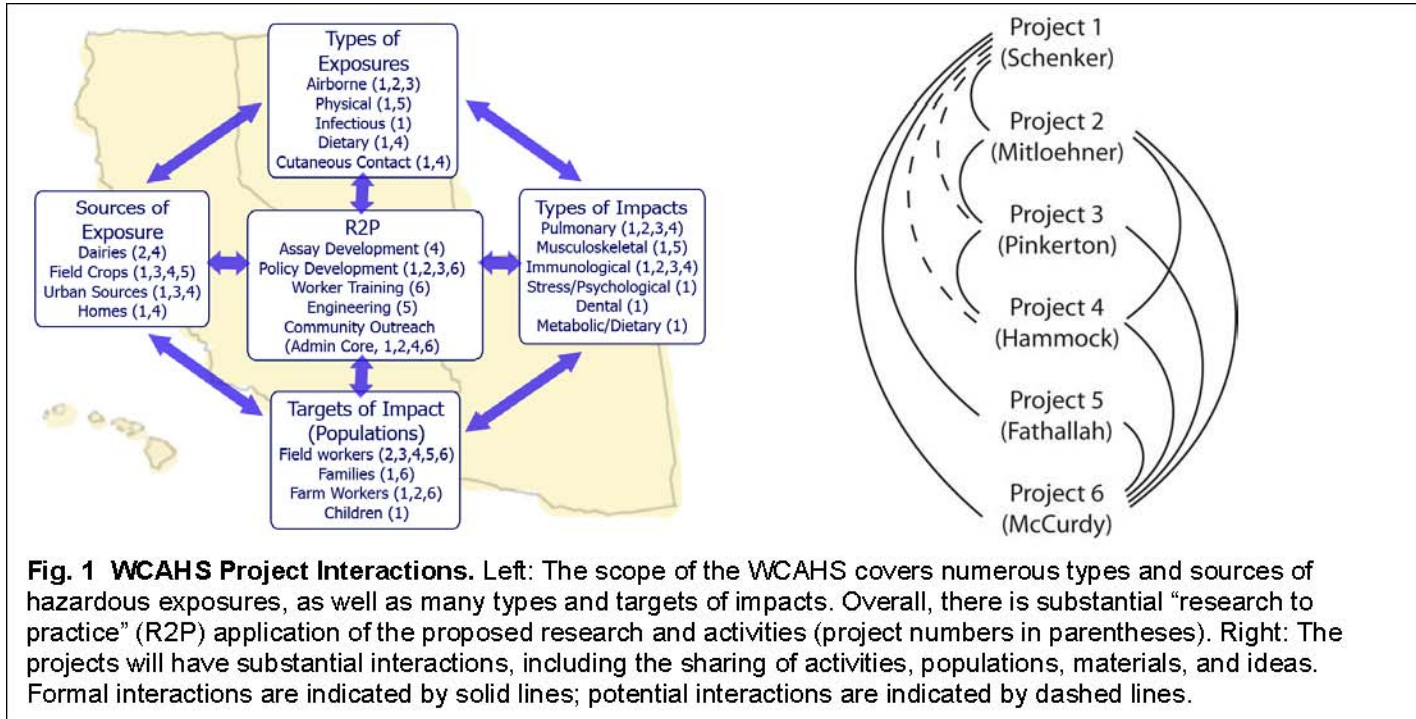 Types of
Exposures
Airborne (1,2,3)
Physical (1,5)
Infectious (1)
Dietary (1,4)
Cutaneous Contact (1,4)
Sources of
Exposure
Dairies (2,4)
Field Crops (1,3,4,5)
Urban Sources (1,3,4)
Homes (1,4)
R2P
Assay Development (4)
Policy Development (1,2,3,6)
Worker Training (6)
Engineering (5)
Community Outreach
(Admin Core, 1,2,4,6)
Types of Impacts
Pulmonary (1,2,3,4)
Musculoskeletal (1,5)
Immunological (1,2,3,4)
Stress/Psychological (1)
Dental (1)
Metabolic/Dietary (1)
Targets of Impact
(Populations)
Field workers (2,3,4,5,6)
Families (1,6)
Farm Workers (1,2,6)
Children (1)
Project 1
(Schenker)
Project 2
(Mitloehner)
Project 3
(Pinkerton)
Project 4
(Hammock)
Project 5
(Fathallah)
Project 6
(McCurdy)
Fig. 1 WCAHS Project Interactions. Left: The scope of the WCAHS covers numerous types and sources of
hazardous exposures, as well as many types and targets of impacts. Overall, there is substantial “research to
practice” (R2P) application of the proposed research and activities (project numbers in parentheses). Right: The
projects will have substantial interactions, including the sharing of activities, populations, materials, and ideas.
Formal interactions are indicated by solid lines; potential interactions are indicated by dashed lines.